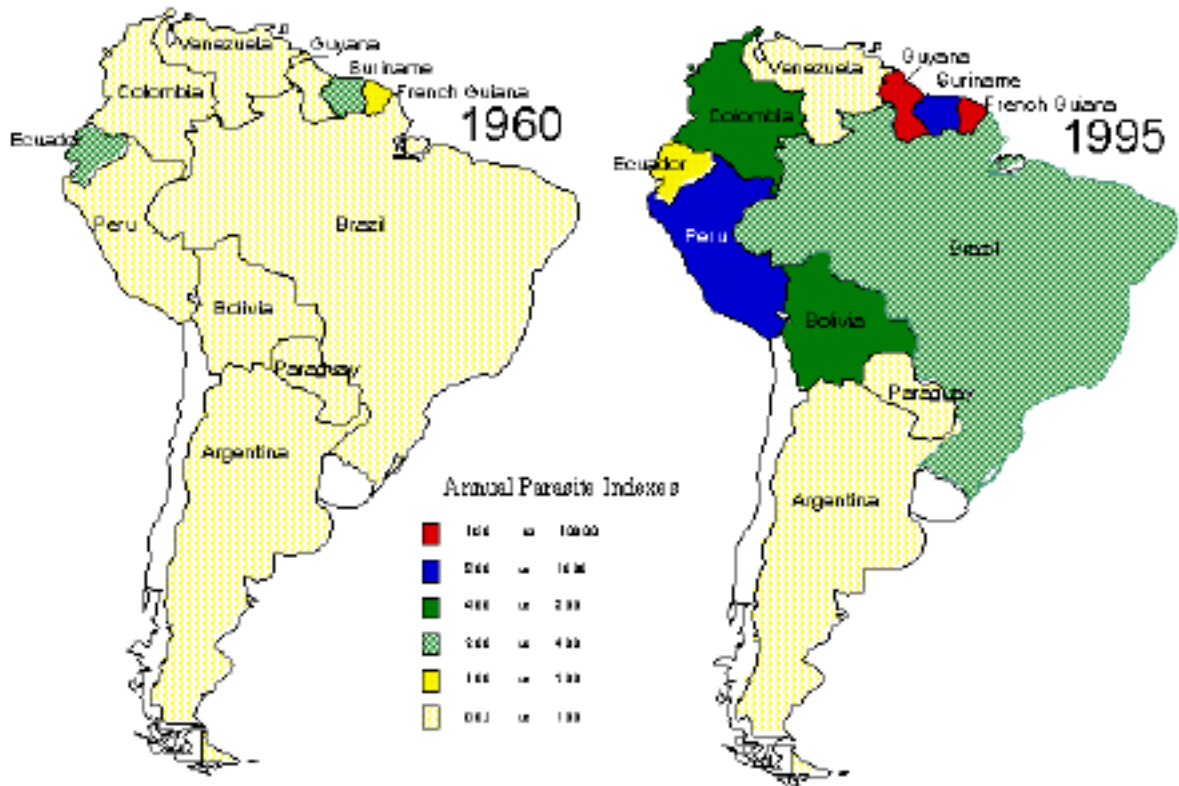 Venezuela
Guyana
Suriname
French Guiana
Colombia
1960
Ecuador
Peru
Brazil
Bolivia
Paraguay
Argentina
Guyana
Suriname
French Guiana
Venezuela
Colombia
1995
Ecuador
Peru
Brazil
Bolivia
Paraguay
Argentina
Annual Parasite Indexes